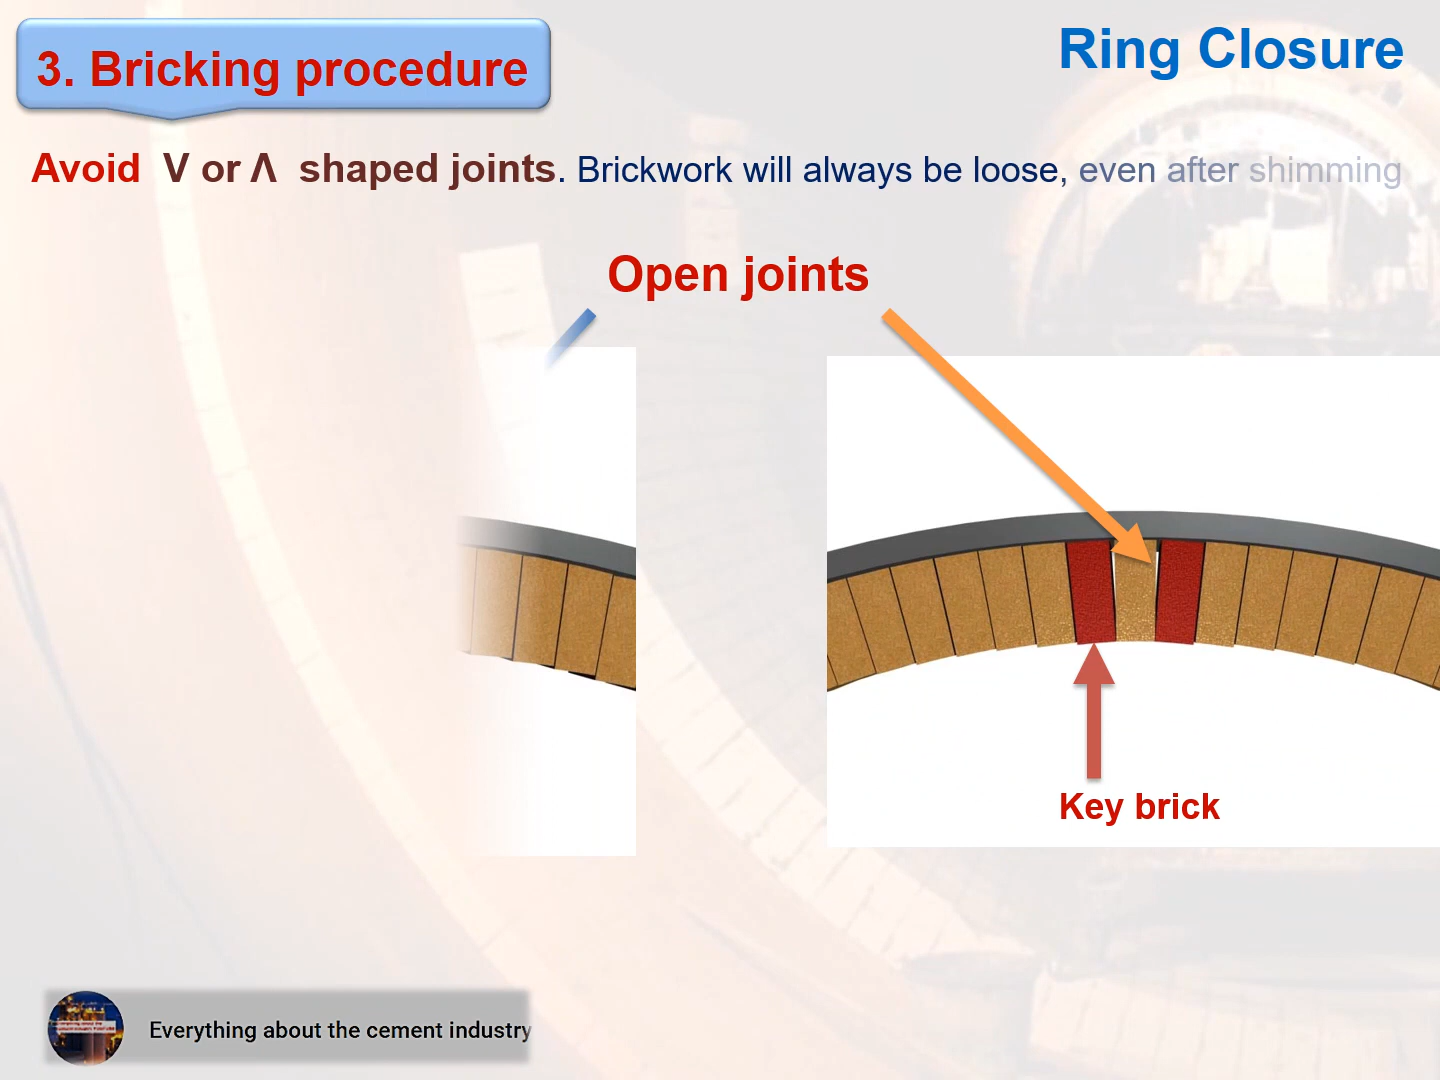 3. Bricking procedure
Ring Closure
Avoid V or Λ shaped joints. Brickwork will always be loose, even after shimming
Open joints
Key brick
Everything about the cement industry